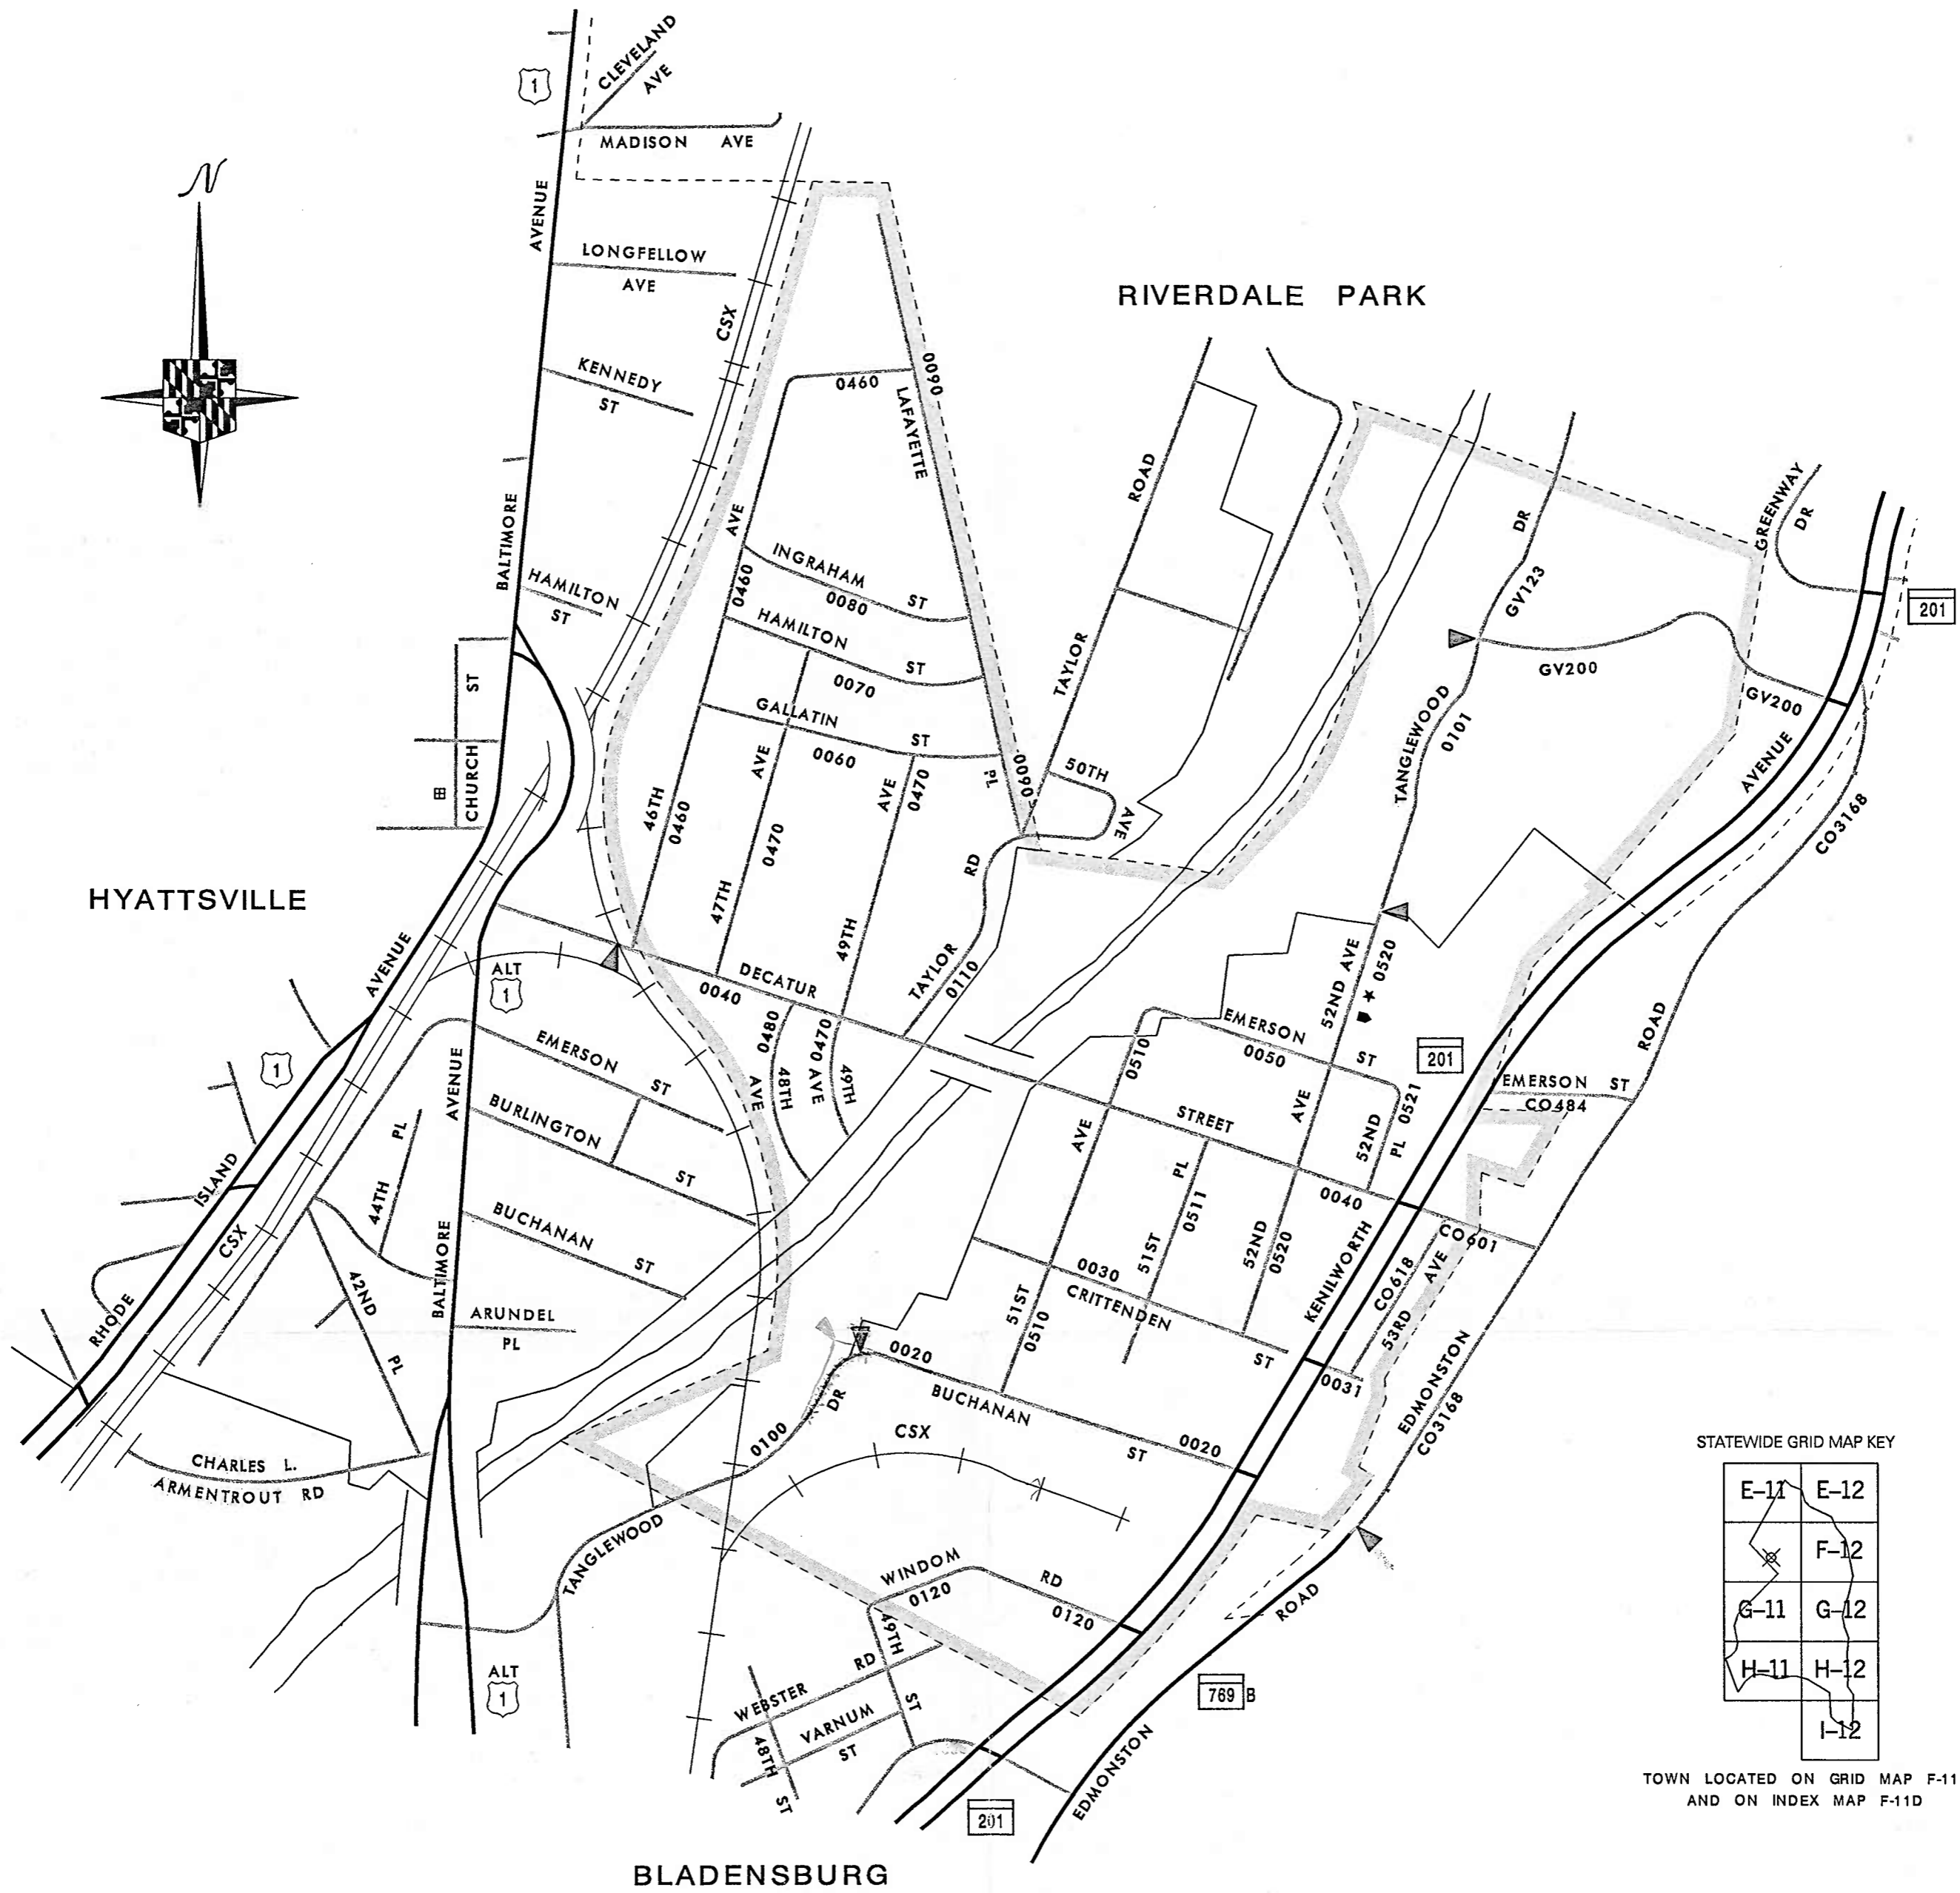 CLEVELAND
AVE
1
MADISON AVE
N
AVENUE
LONGFELLOW
AVE
RIVERDALE PARK
CSX
KENNEDY
ST
0460
0090
LAFAYETTE
ROAD
GREENWAY
DR
DR
AVE
BALTIMORE
INGRAHAM
ST
0080
HAMILTON
ST
0460
GV123
201
HAMILTON
ST
0070
TAYLOR
GV200
GV200
ST
CHURCH
GALLATIN
ST
0060
AVE
TANGLEWOOD
0101
AVENUE
50TH
AVE
PL
0090
AVE
0470
46TH
0460
0470
CO3168
RD
HYATTSVILLE
47TH
49TH
AVENUE
ALT
1
DECATUR
0040
TAYLOR
0110
52ND AVE
0520
ROAD
EMERSON
ST
0050
201
0480
0470
AVE
48TH
AVE
49TH
0510
EMERSON
ST
AVENUE
1
EMERSON ST
CO484
BURLINGTON
ST
52ND
PL
0521
STREET
AVE
AVE
PL
44TH
ISLAND
CSX
PL
0511
51ST
0040
BUCHANAN
ST
BALTIMORE
52ND
0520
CO601
KENILWORTH
CO618
AVE
53RD
0030
CRITTENDEN
ST
51ST
0510
42ND
PL
RHODE
ARUNDEL
PL
0020
BUCHANAN
ST
0020
0031
EDMONSTON
CO3168
DR
0100
CSX
CHARLES L.
ARMENTROUT RD
STATEWIDE GRID MAP KEY
E-11 E-12
F-12
G-11 G-12
H-11 H-12
I-12
TOWN LOCATED ON GRID MAP F-11
AND ON INDEX MAP F-11D
TANGLEWOOD
WINDOM
RD
0120
0120
ROAD
49TH
ST
WEBSTER
RD
VARNUM
ST
48TH
ST
ALT
1
769 B
EDMONSTON
201
BLADENSBURG